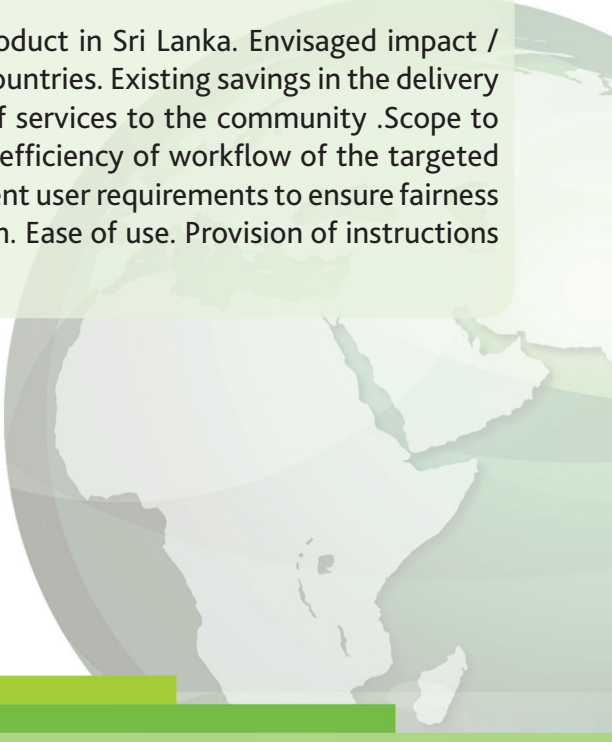 oduct in Sri Lanka. Envisaged impact /
ountries. Existing savings in the delivery
f services to the community .Scope to
efficiency of workflow of the targeted
ent user requirements to ensure fairness
n. Ease of use. Provision of instructions